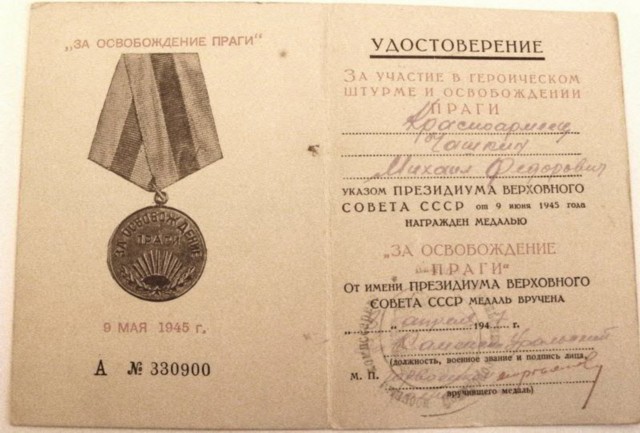 „ЗА ОСВОБОЖДЕНИЕ ПРАГИ“
ЗА ОСВОБОЖДЕНИЕ
ПРАГИ
9 МАЯ 1945 г.
А № 330900
УДОСТОВЕРЕНИЕ
ЗА УЧАСТИЕ В ГЕРОИЧЕСКОМ
ШТУРМЕ И ОСВОБОЖДЕНИИ
ПРАГИ
Красноармеец
Михаил Федорович
УКАЗОМ ПРЕЗИДИУМА ВЕРХОВНОГО
СОВЕТА СССР от 9 июня 1945 года
НАГРАЖДЕН МЕДАЛЬЮ
„ЗА ОСВОБОЖДЕНИЕ
ПРАГИ“
От имени ПРЕЗИДИУМА ВЕРХОВНОГО
СОВЕТА СССР МЕДАЛЬ ВРУЧЕНА
апреля 194 г.
(должность, военное звание и подпись лица,
М. П.
вручившего медаль)